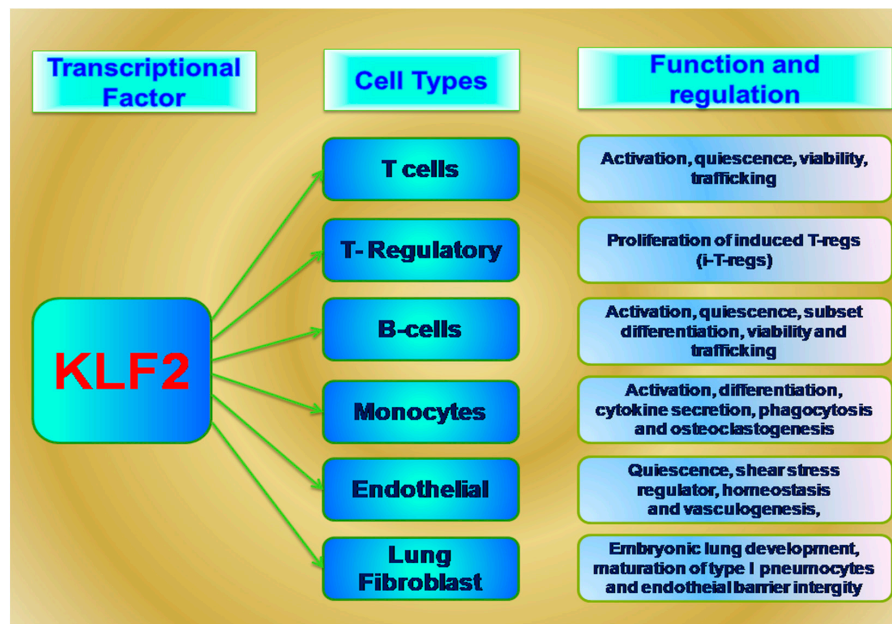 Transcriptional
Factor
Cell Types
Function and
regulation
KLF2
T cells
Activation, quiescence, viability,
trafficking
T- Regulatory
Proliferation of induced T-regs
(i-T-regs)
B-cells
Activation, quiescence, subset
differentiation, viability and
trafficking
Monocytes
Activation, differentiation,
cytokine secretion, phagocytosis
and osteoclastogenesis
Endothelial
Quiescence, shear stress
regulator, homeostasis
and vasculogenesis,
Lung
Fibroblast
Embryonic lung development,
maturation of type I pneumocytes
and endotheial barrier intergity